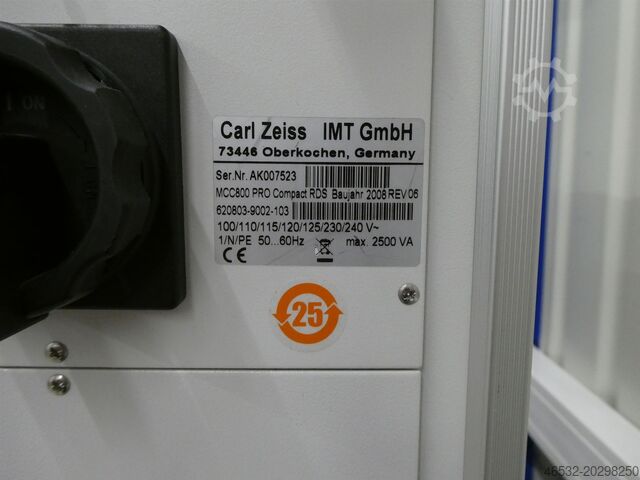 I ON
Carl Zeiss IMT GmbH
73446 Oberkochen, Germany
Ser.Nr. AK007523
MCC800 PRO Compact RDS Baujahr 2008 REV 06
620803-9002-103
100/110/115/120/125/230/240 V~
1/N/PE 50...60Hz max. 2500 VA
CE
25
46532-20298250